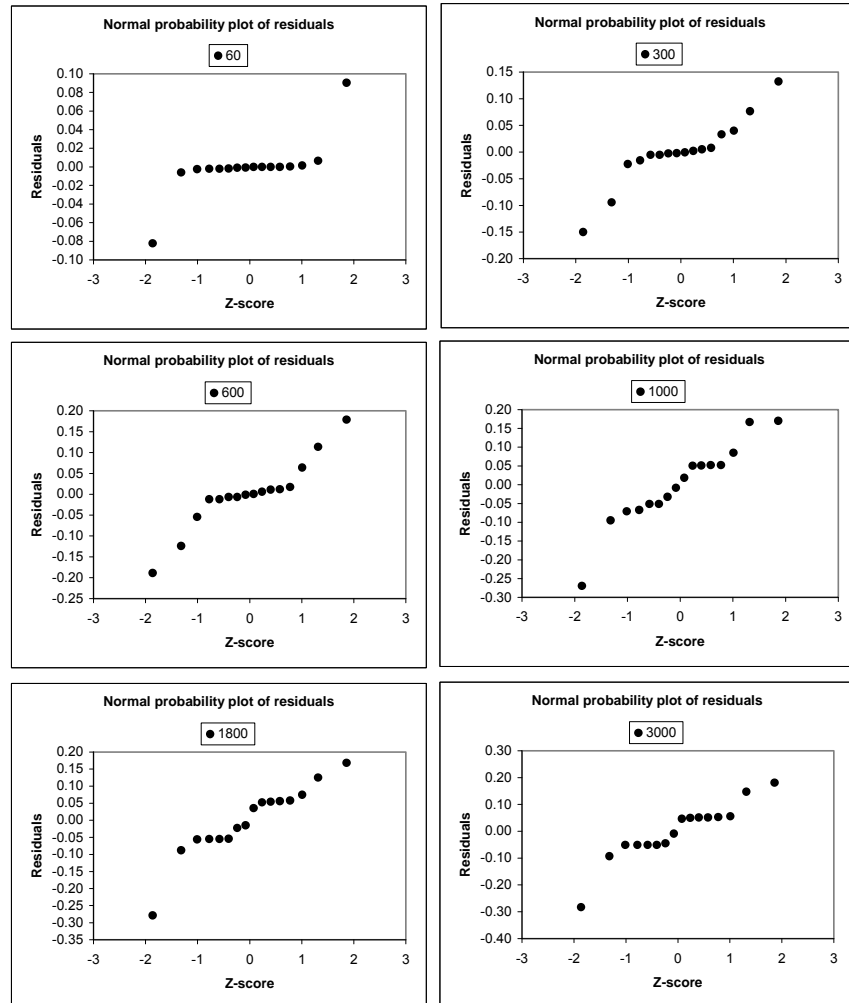 Normal probability plot of residuals
60
0.10
0.08
0.06
0.04
0.02
0.00
-0.02
-0.04
-0.06
-0.08
-0.10
-3 -2 -1 0 1 2 3
Residuals
Z-score
Normal probability plot of residuals
300
0.15
0.10
0.05
0.00
-0.05
-0.10
-0.15
-0.20
-3 -2 -1 0 1 2 3
Residuals
Z-score
Normal probability plot of residuals
600
0.20
0.15
0.10
0.05
0.00
-0.05
-0.10
-0.15
-0.20
-0.25
-3 -2 -1 0 1 2 3
Residuals
Z-score
Normal probability plot of residuals
1000
0.20
0.15
0.10
0.05
0.00
-0.05
-0.10
-0.15
-0.20
-0.25
-0.30
-3 -2 -1 0 1 2 3
Residuals
Z-score
Normal probability plot of residuals
1800
0.20
0.15
0.10
0.05
0.00
-0.05
-0.10
-0.15
-0.20
-0.25
-0.30
-0.35
-3 -2 -1 0 1 2 3
Residuals
Z-score
Normal probability plot of residuals
3000
0.30
0.20
0.10
0.00
-0.10
-0.20
-0.30
-0.40
-3 -2 -1 0 1 2 3
Residuals
Z-score